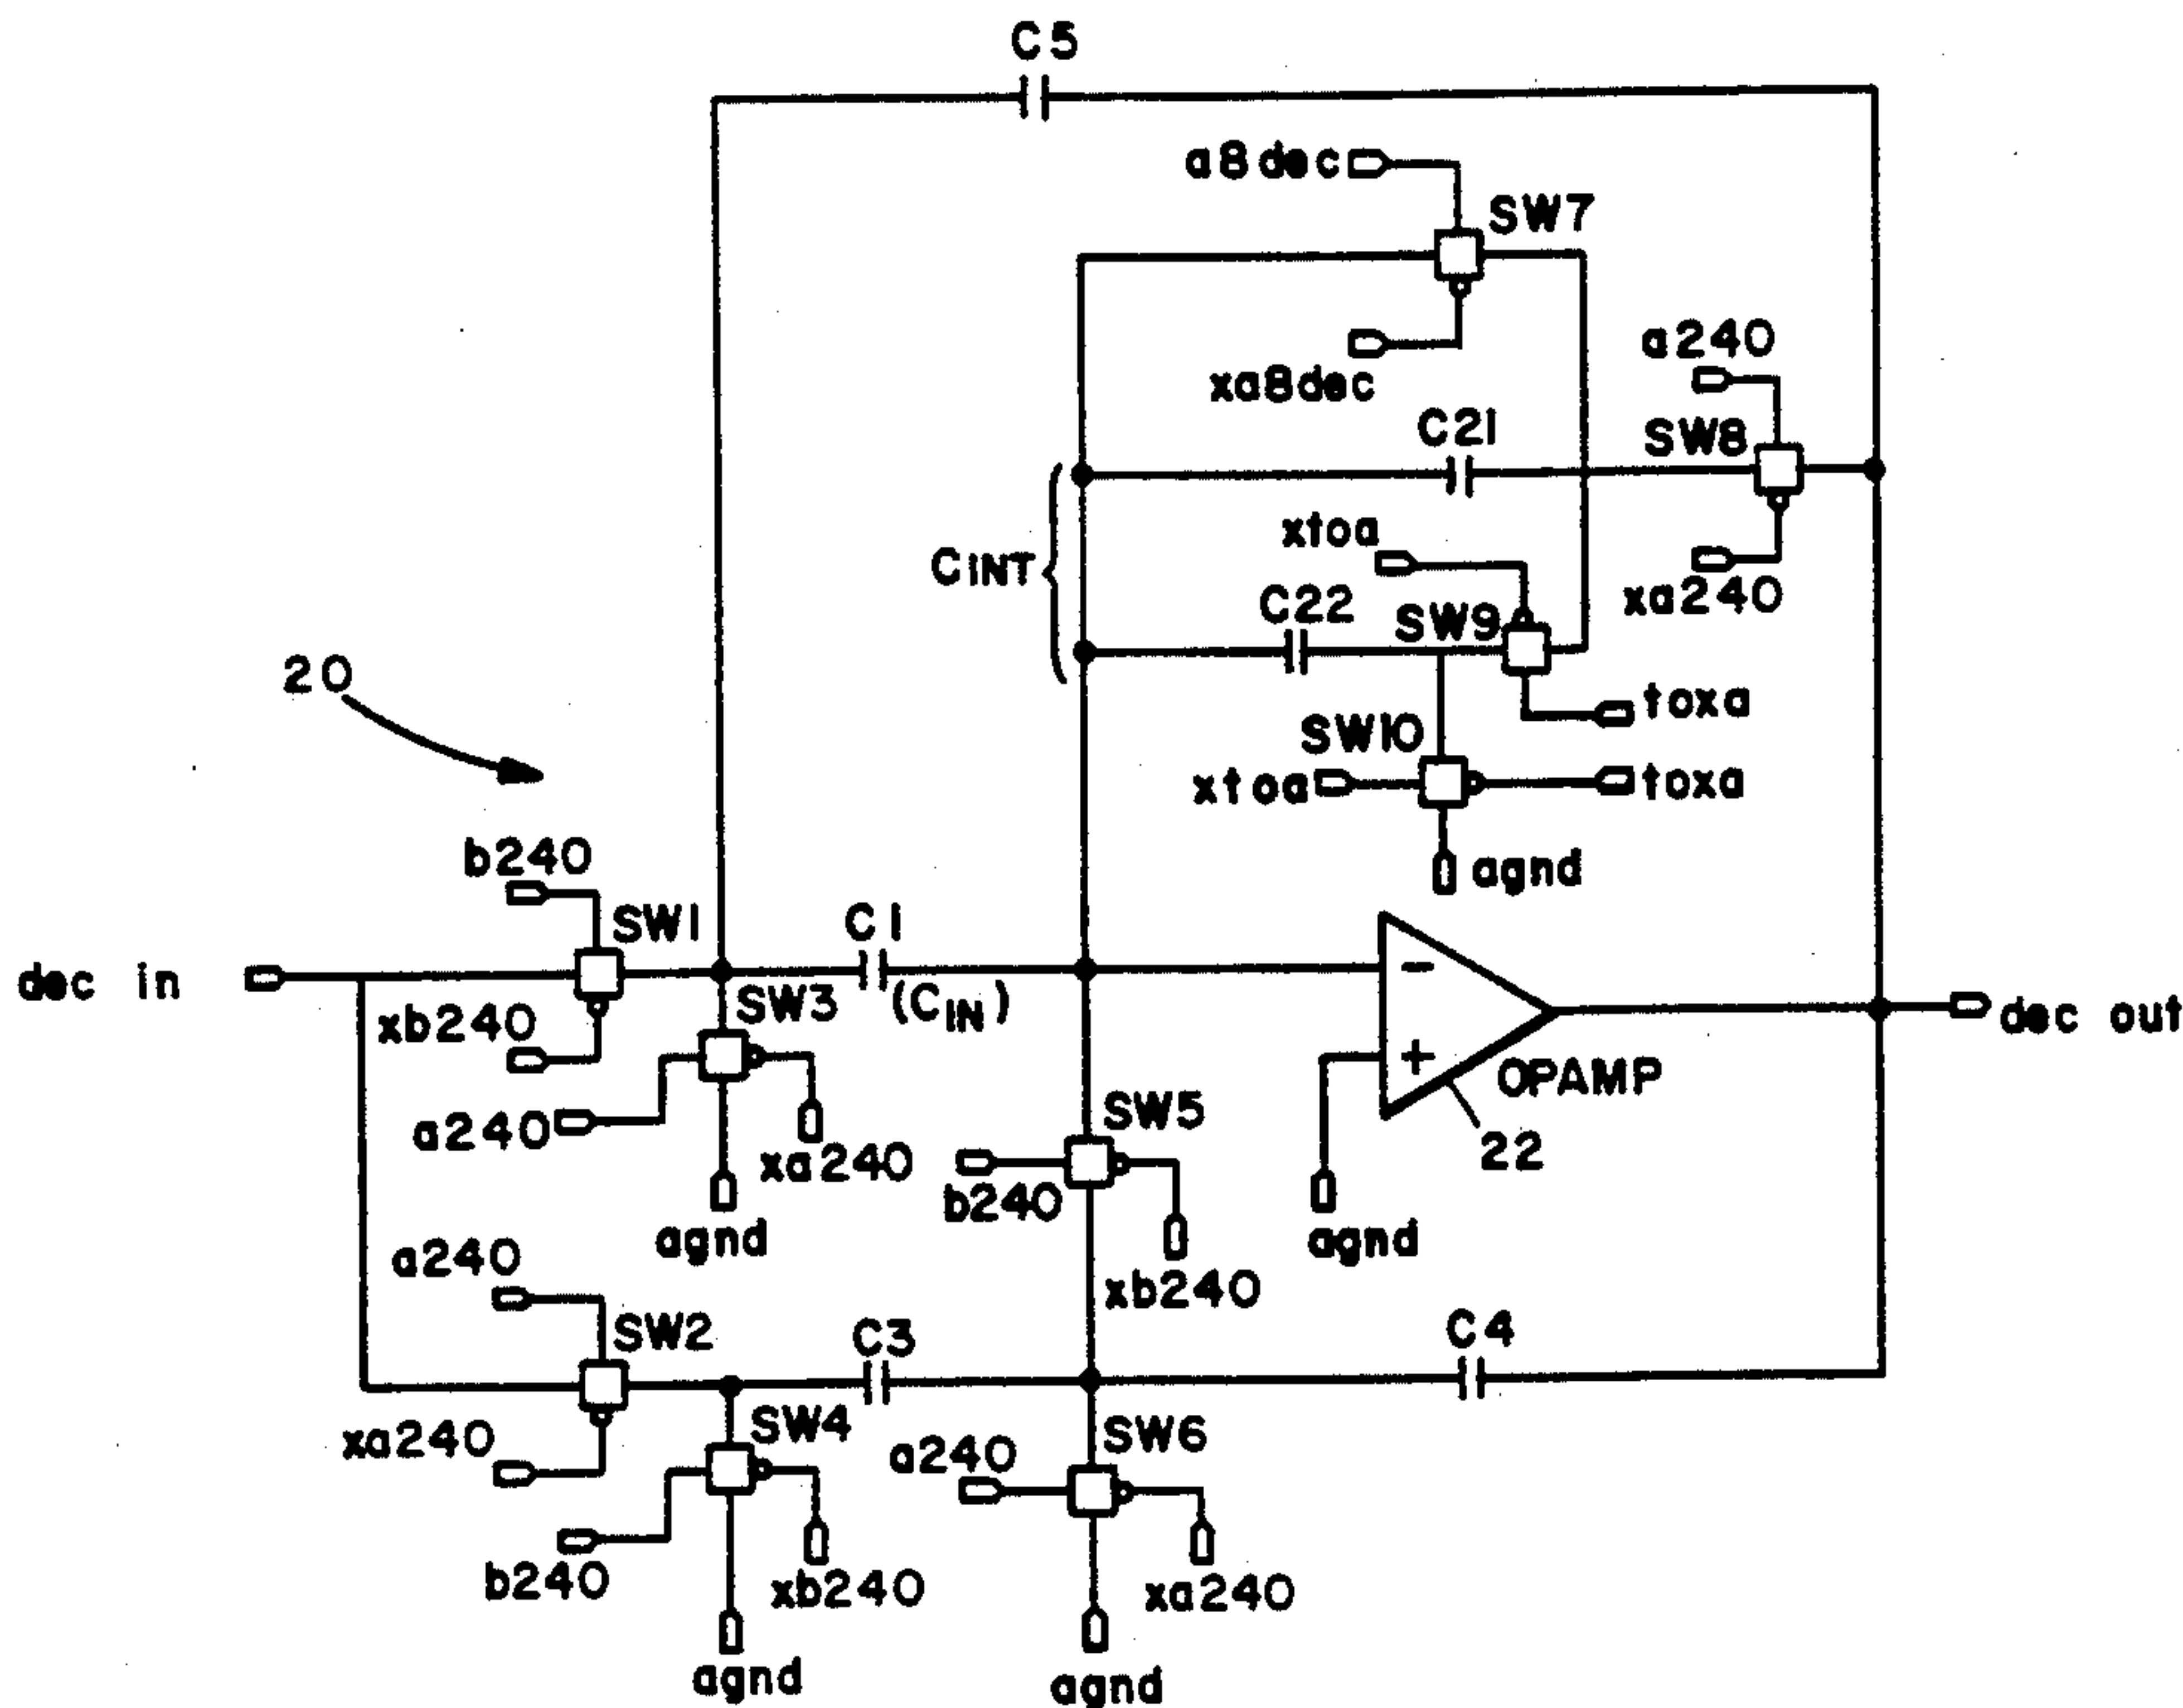 C5
a8dec
SW7
xa8dec
a240
C21
SW8
xtoa
CINT
C22
SW9
xa240
20
toxa
SW10
xtoa
toxa
agnd
b240
SW1
C1
dec in
(CIN)
xb240
SW3
dec out
OPAMP
a240
xa240
SW5
b240
22
agnd
agnd
xb240
a240
SW2
C3
C4
xa240
SW4
a240
SW6
b240
xb240
xa240
agnd
agnd